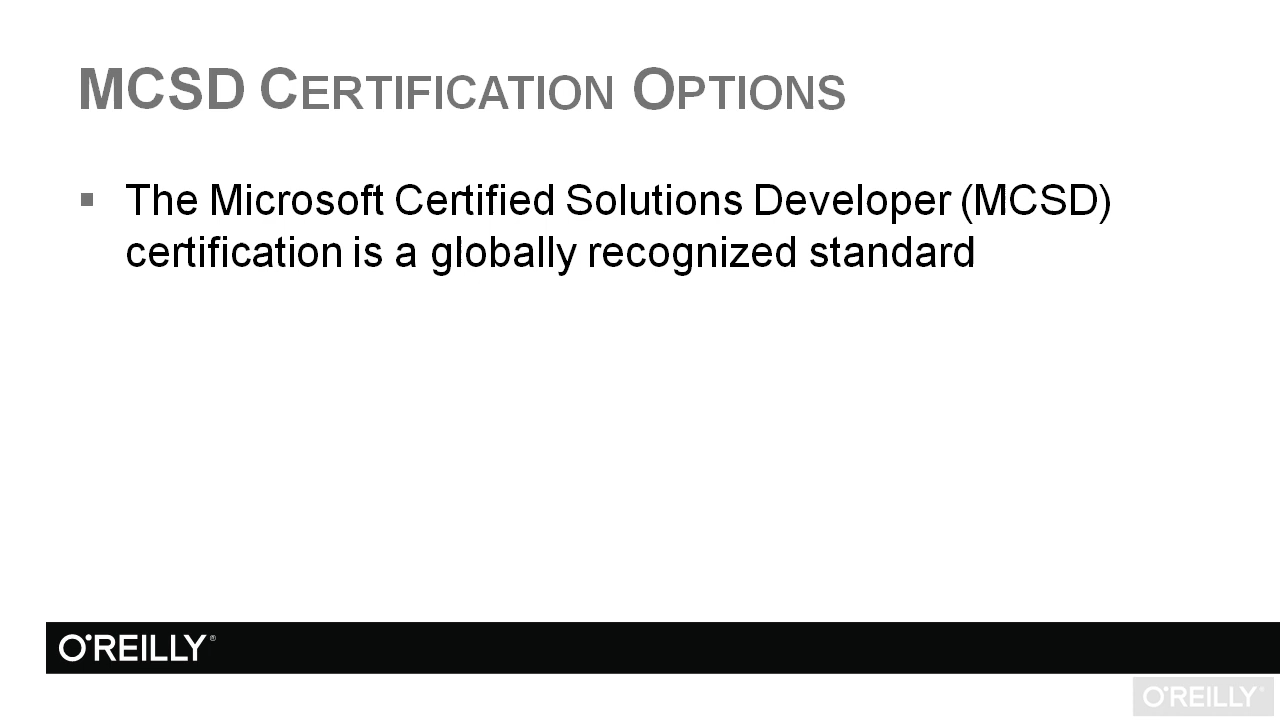 MCSD CERTIFICATION OPTIONS
▪ The Microsoft Certified Solutions Developer (MCSD)
certification is a globally recognized standard
O'REILLY®
O'REILLY®